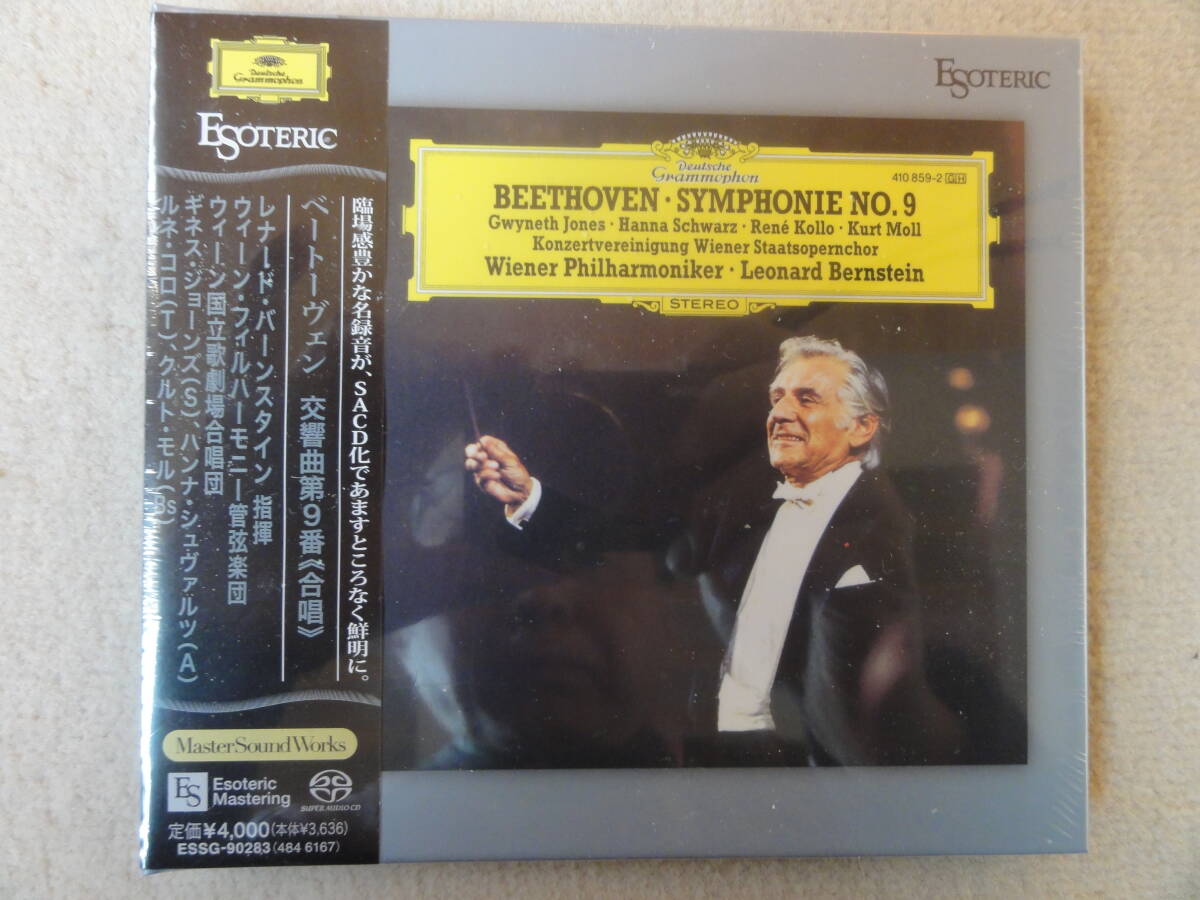 Deutsche
Grammophon
ESOTERIC
臨場感豊かな名録音が、SACD化であますところなく鮮明に。
ベートーヴェン 交響曲第9番《合唱》
レナード・バーンスタイン 指揮
ウィーン・フィルハーモニー管弦楽団
ウィーン国立歌劇場合唱団
ギネス・ジョーンズ(S)、ハンナ・シュヴァルツ(A)
ルネ・コロ(T)、クルト・モル(Bs)
MasterSoundWorks
ES
Esoteric
Mastering
SUPER AUDIO CD
定価¥4,000(本体¥3,636)
ESSG-90283(484 6167)
ESOTERIC
Deutsche
Grammophon
410 859-2 GH
BEETHOVEN · SYMPHONIE NO. 9
Gwyneth Jones · Hanna Schwarz · René Kollo · Kurt Moll
Konzertvereinigung Wiener Staatsopernchor
Wiener Philharmoniker · Leonard Bernstein
STEREO